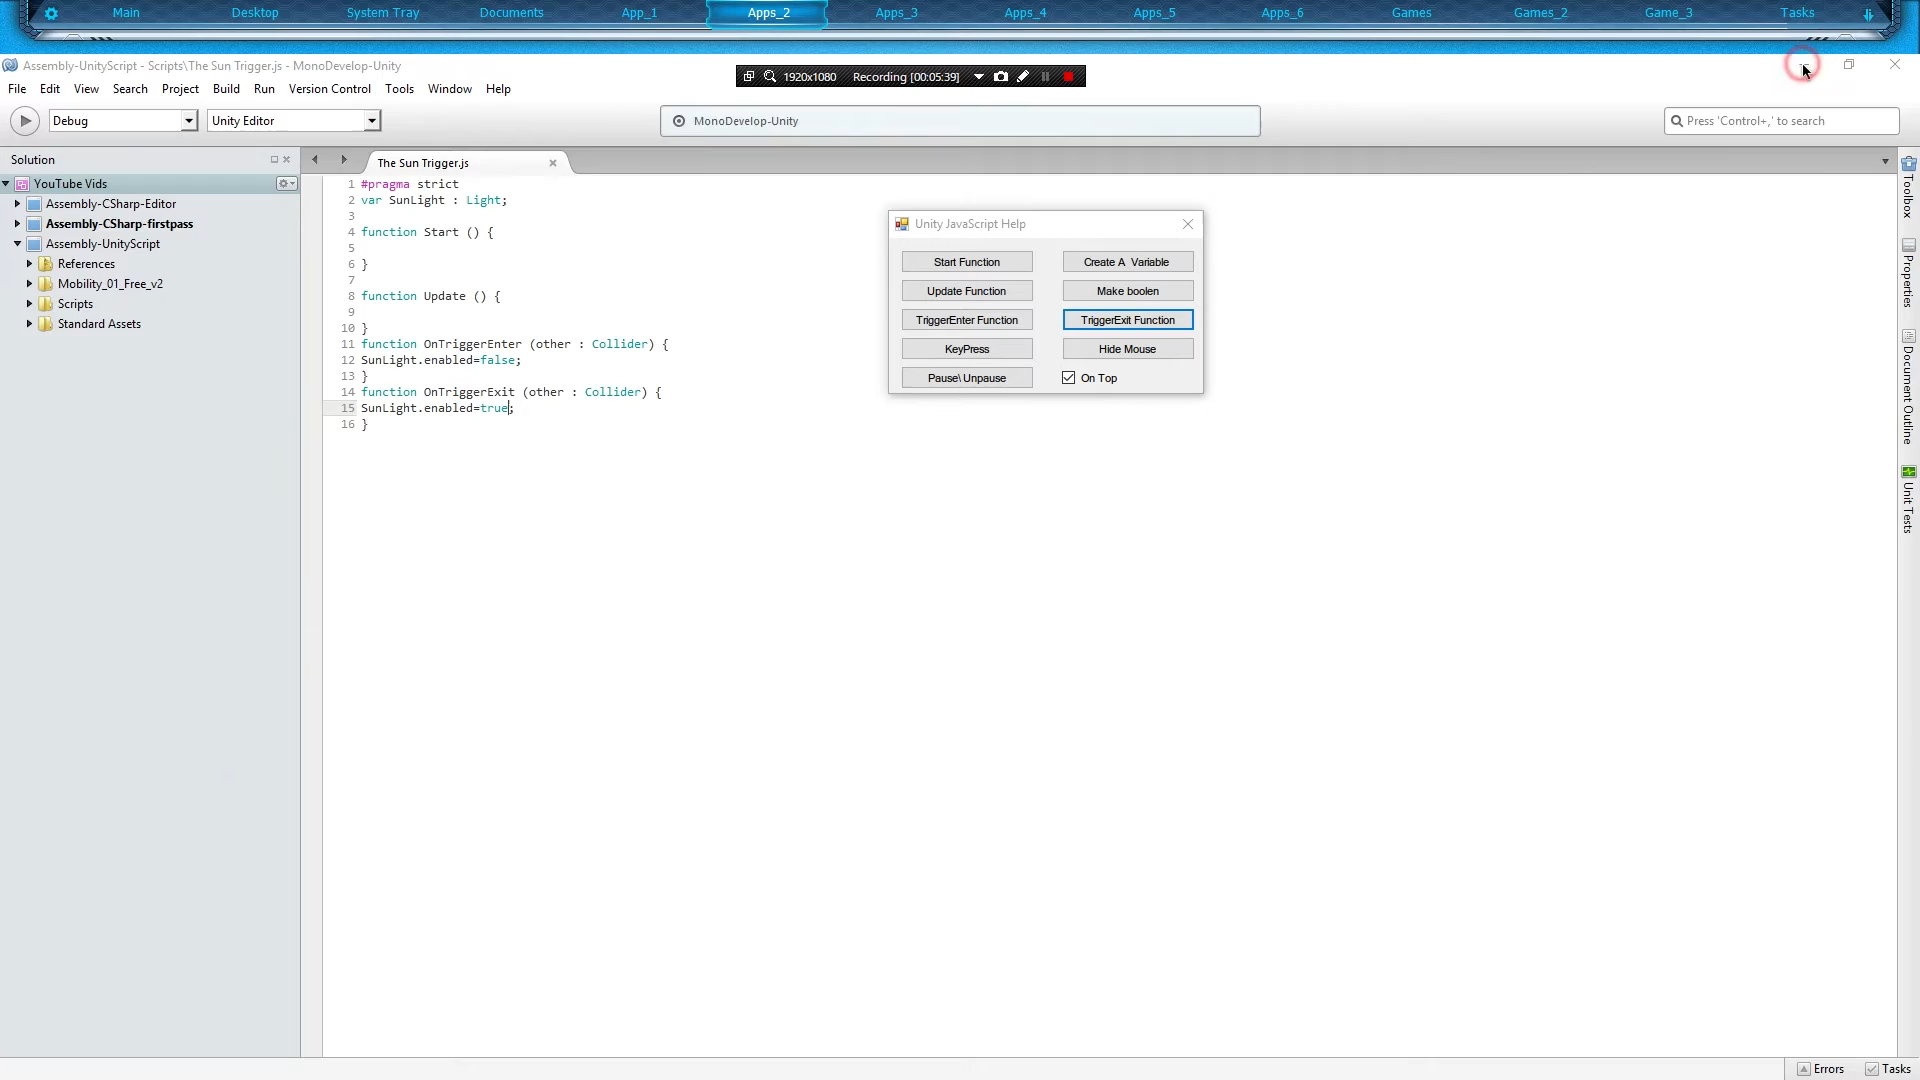 Main Desktop System Tray Documents App_1 Apps_2 Apps_3 Apps_4 Apps_5 Apps_6 Games Games_2 Game_3 Tasks
Assembly-UnityScript - Scripts\The Sun Trigger.js - MonoDevelop-Unity
1920x1080 Recording [00:05:39]
File Edit View Search Project Build Run Version Control Tools Window Help
Debug Unity Editor MonoDevelop-Unity Press 'Control+,' to search
Solution
YouTube Vids
Assembly-CSharp-Editor
Assembly-CSharp-firstpass
Assembly-UnityScript
References
Mobility_01_Free_v2
Scripts
Standard Assets
The Sun Trigger.js
1 #pragma strict
2 var SunLight : Light;
3
4 function Start () {
5
6 }
7
8 function Update () {
9
10 }
11 function OnTriggerEnter (other : Collider) {
12 SunLight.enabled=false;
13 }
14 function OnTriggerExit (other : Collider) {
15 SunLight.enabled=true;
16 }
Unity JavaScript Help
Start Function Create A Variable
Update Function Make boolen
TriggerEnter Function TriggerExit Function
KeyPress Hide Mouse
Pause\ Unpause On Top
Toolbox
Properties
Document Outline
Unit Tests
Errors Tasks